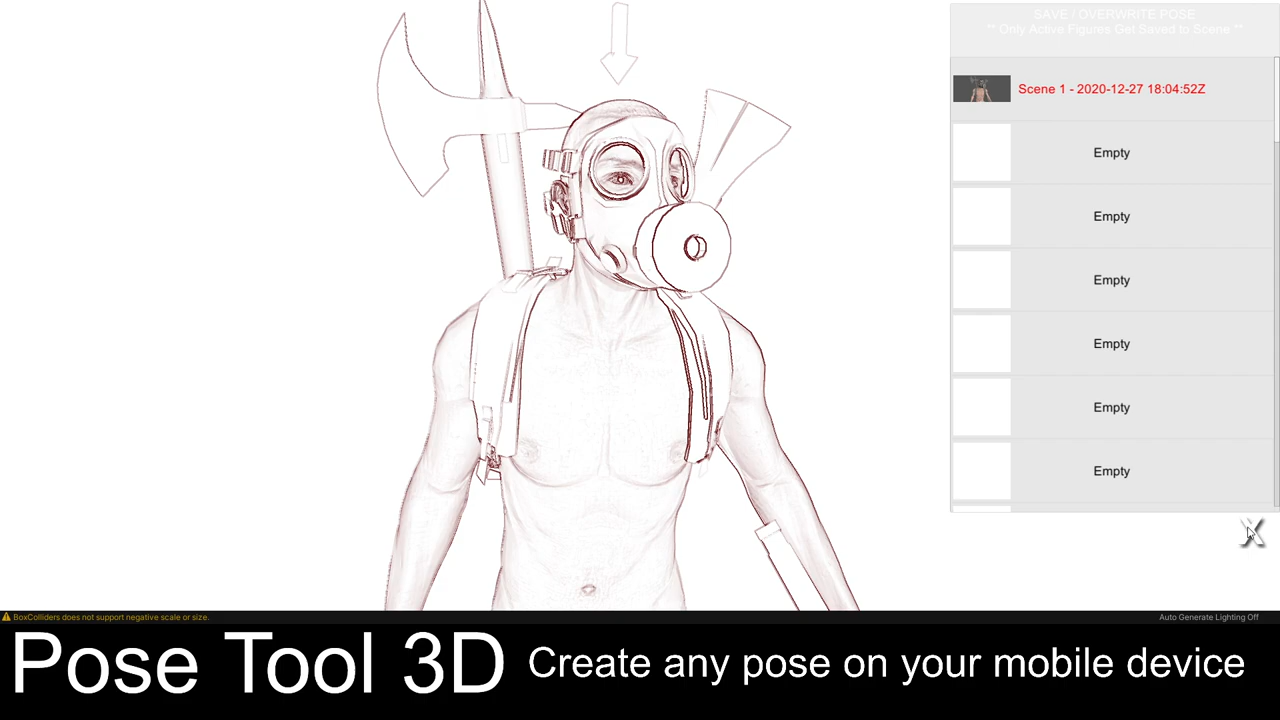 SAVE / OVERWRITE POSE
** Only Active Figures Get Saved to Scene **
Scene 1 - 2020-12-27 18:04:52Z
Empty
Empty
Empty
Empty
Empty
Empty
X
BoxColliders does not support negative scale or size.
Auto Generate Lighting Off
Pose Tool 3D
Create any pose on your mobile device